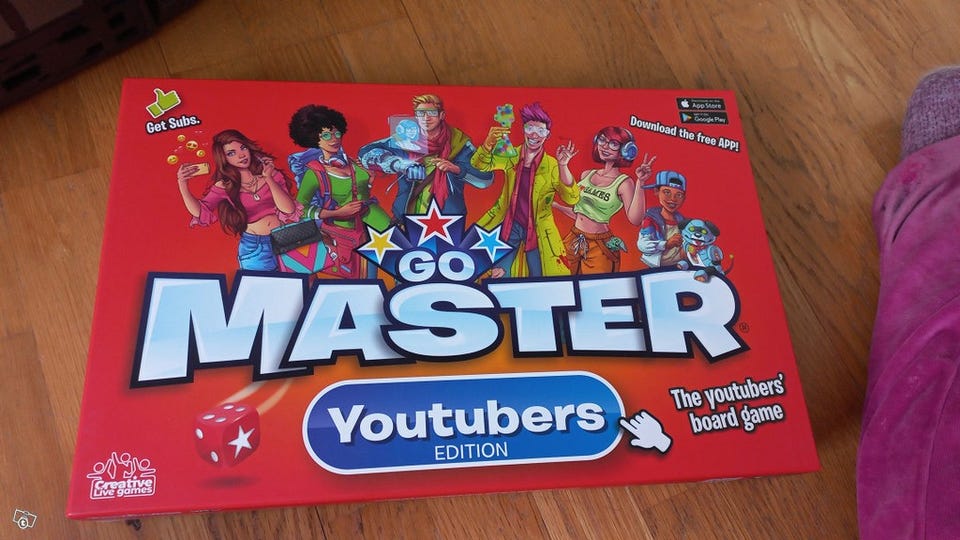 Get Subs.
App Store
Google Play
Download the free APP!
GAMES
GO
MASTER
®
Youtubers
EDITION
The youtubers'
board game
Creative
Live games